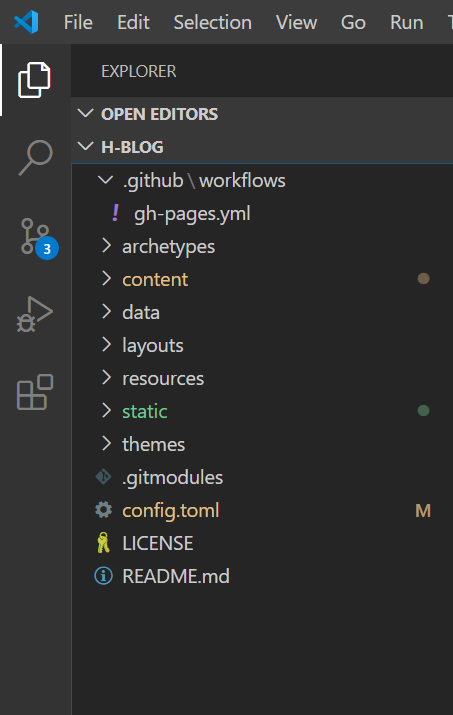 File Edit Selection View Go Run
EXPLORER
OPEN EDITORS
H-BLOG
.github\workflows
! gh-pages.yml
archetypes
content
3
data
layouts
resources
static
themes
.gitmodules
config.toml M
LICENSE
README.md